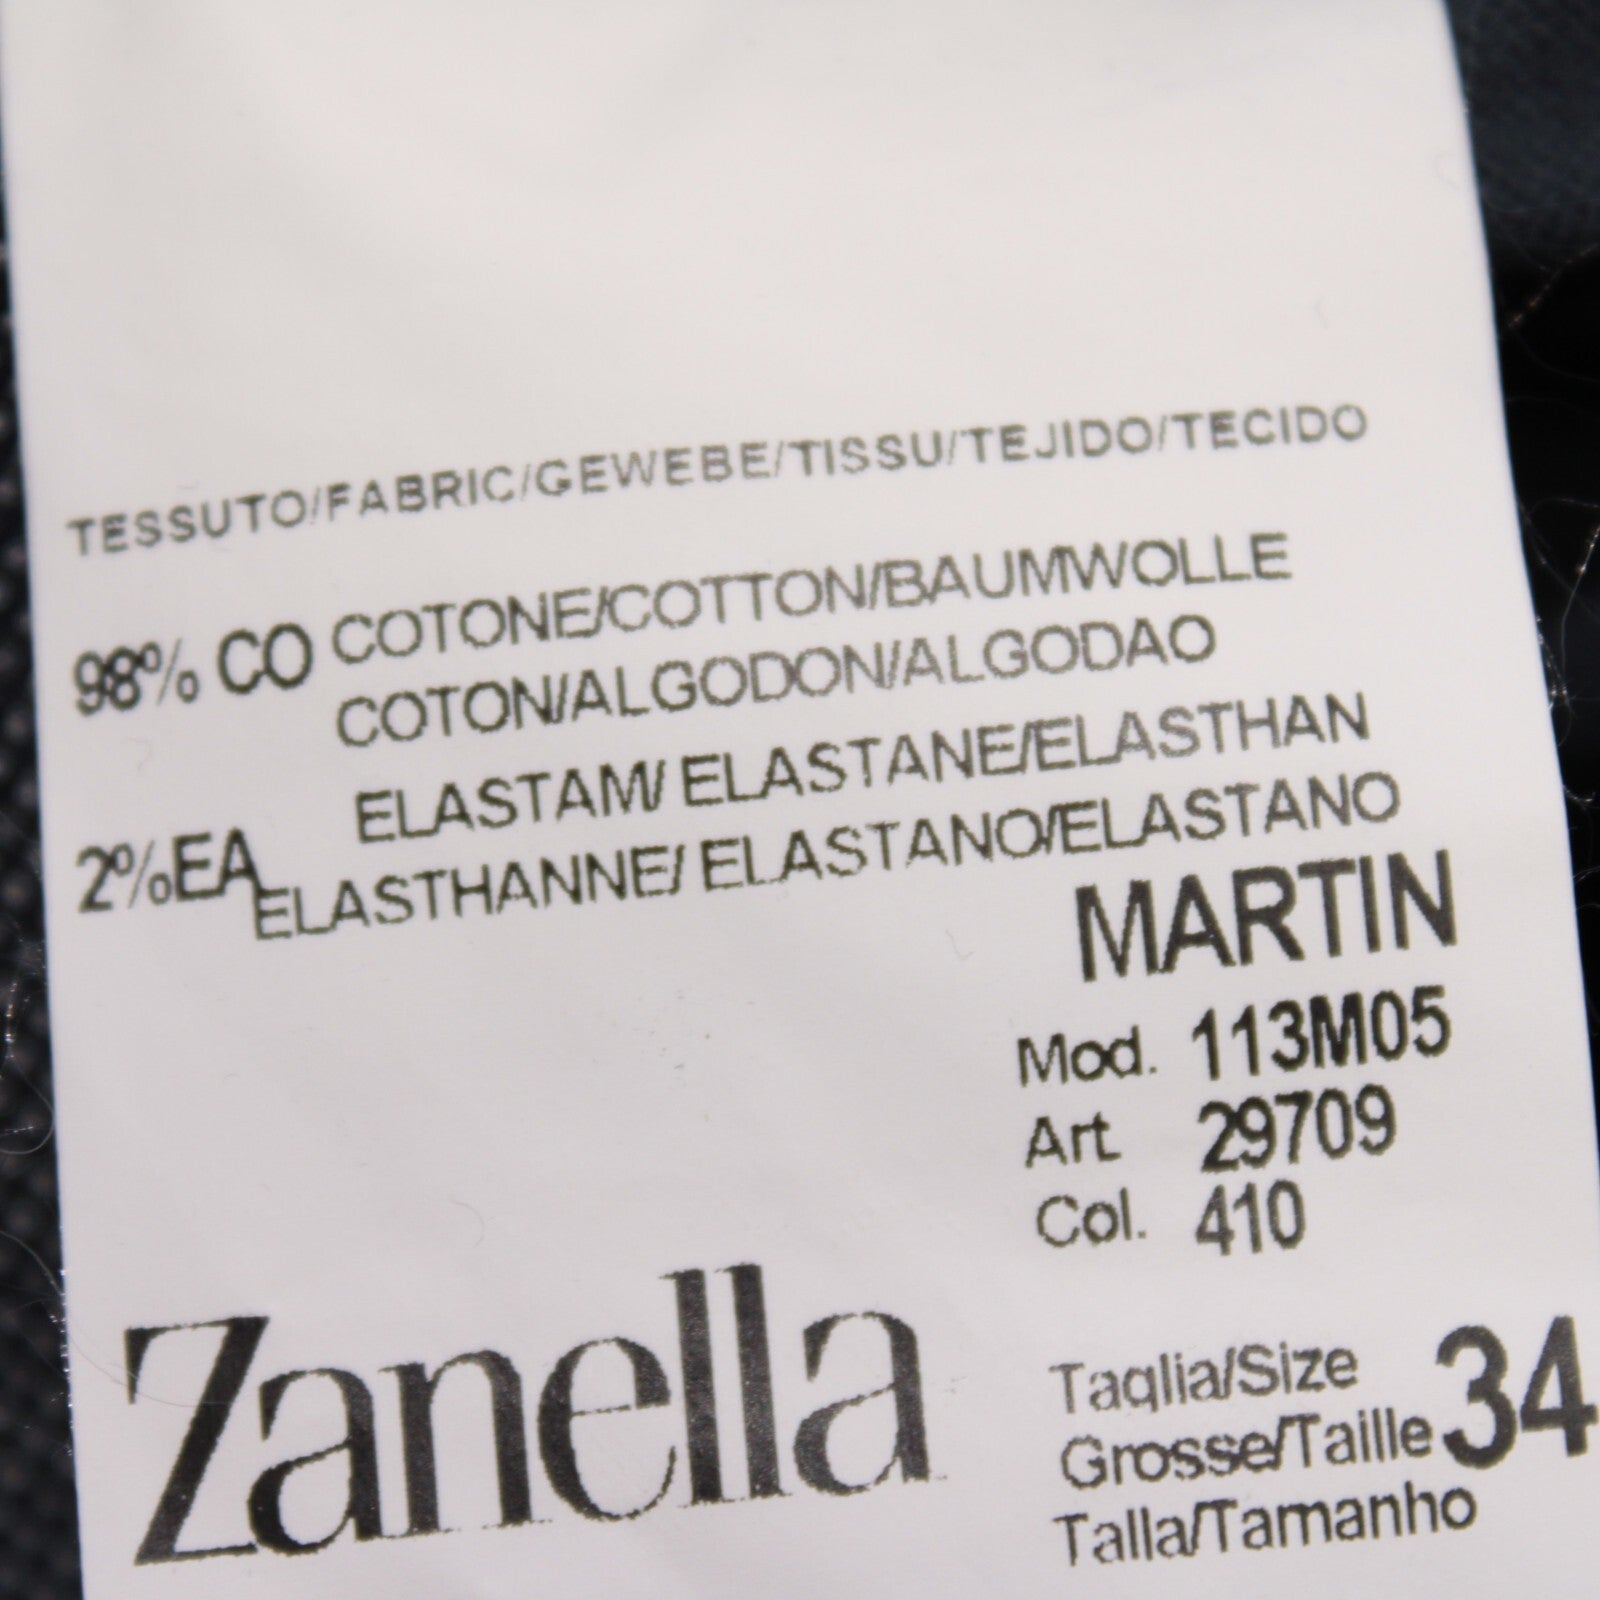 TESSUTO/FABRIC/GEWEBE/TISSU/TEJIDO/TECIDO
98% CO COTONE/COTTON/BAUMWOLLE
COTON/ALGODON/ALGODAO
2%EA ELASTAM/ ELASTANE/ELASTHAN
ELASTHANNE/ ELASTANO/ELASTANO
MARTIN
Mod. 113M05
Art. 29709
Col. 410
Zanella
Taglia/Size
Grosse/Taille 34
Talla/Tamanho